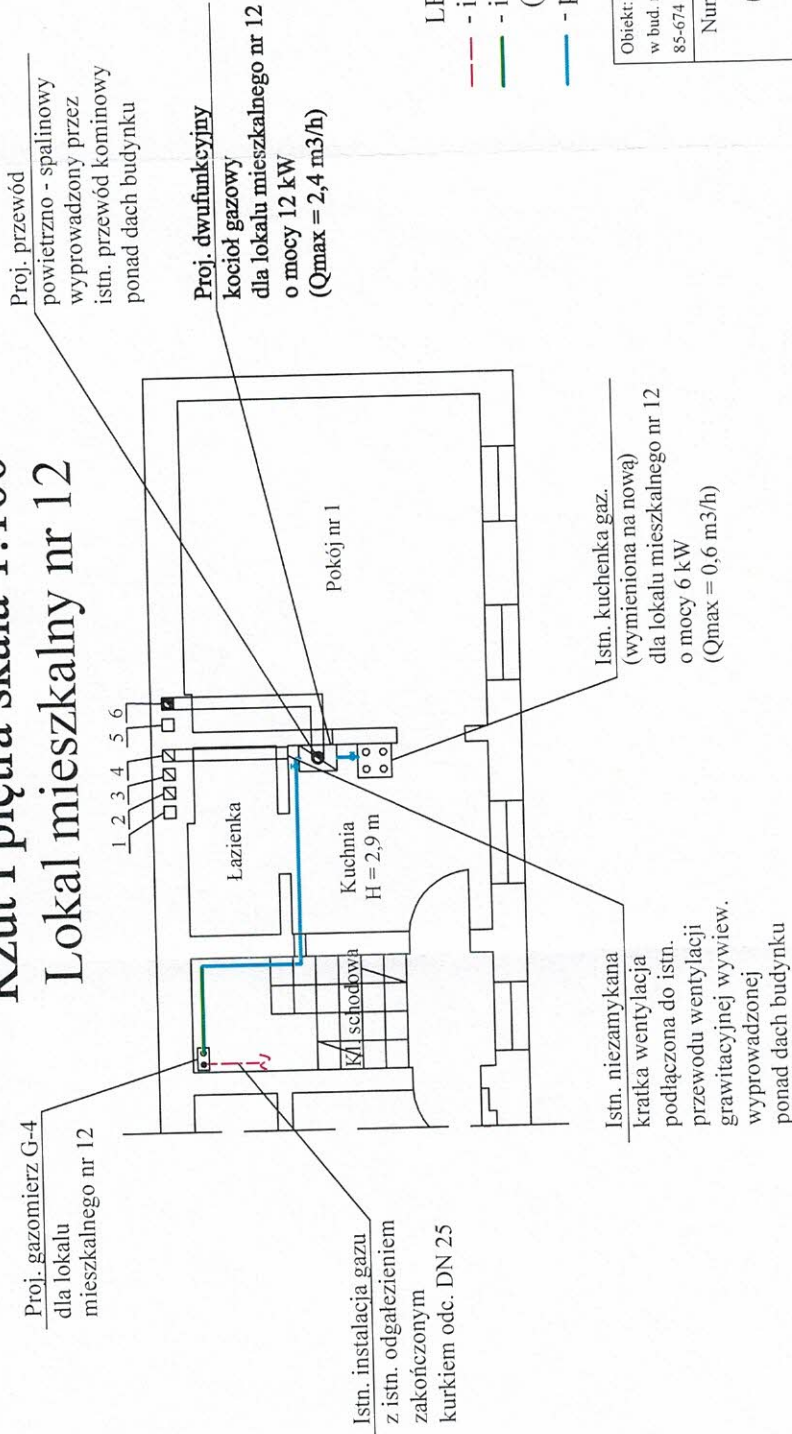 Lokal mieszkalny nr 12
Proj. gazomierz G-4
dla lokalu
mieszkalnego nr 12
Istn. instalacja gazu
z istn. odgałezieniem
zakończonym
kurkiem odc. DN 25
Proj. przewód
powietrzno - spalinowy
wyprowadzony przez
istn. przewód kominowy
ponad dach budynku
Proj. dwufunkcyjny
kocioł gazowy
dla lokalu mieszkalnego nr 12
o mocy 12 kW
(Qmax = 2,4 m3/h)
1 2 3 4 5 6
Łazienka
Kuchnia
H = 2,9 m
Pokój nr 1
Kl. schodowa
Istn. niezamykana
kratka wentylacja
podłączona do istn.
przewodu wentylacji
grawitacyjnej wywiew.
wyprowadzonej
ponad dach budynku
Istn. kuchenka gaz.
(wymieniona na nową)
dla lokalu mieszkalnego nr 12
o mocy 6 kW
(Qmax = 0,6 m3/h)
- i
- i
(
- p
Obiekt:
w bud.
85-674